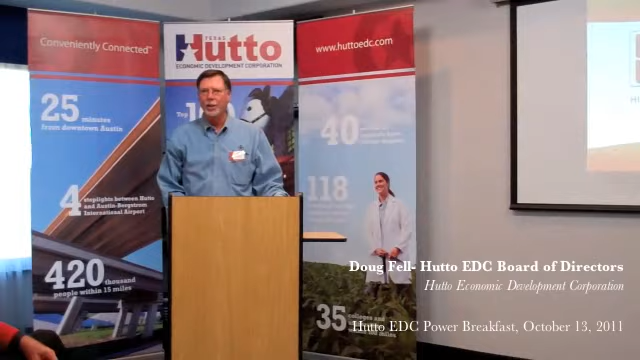 Conveniently Connected™
25 minutes
from downtown Austin
4 stoplights between Hutto
and Austin-Bergstrom
International Airport
420 thousand
people within 15 miles
TEXAS
Hutto
ECONOMIC DEVELOPMENT CORPORATION
Top
www.huttoedc.com
40
118
35
Doug Fell- Hutto EDC Board of Directors
Hutto Economic Development Corporation
Hutto EDC Power Breakfast, October 13, 2011